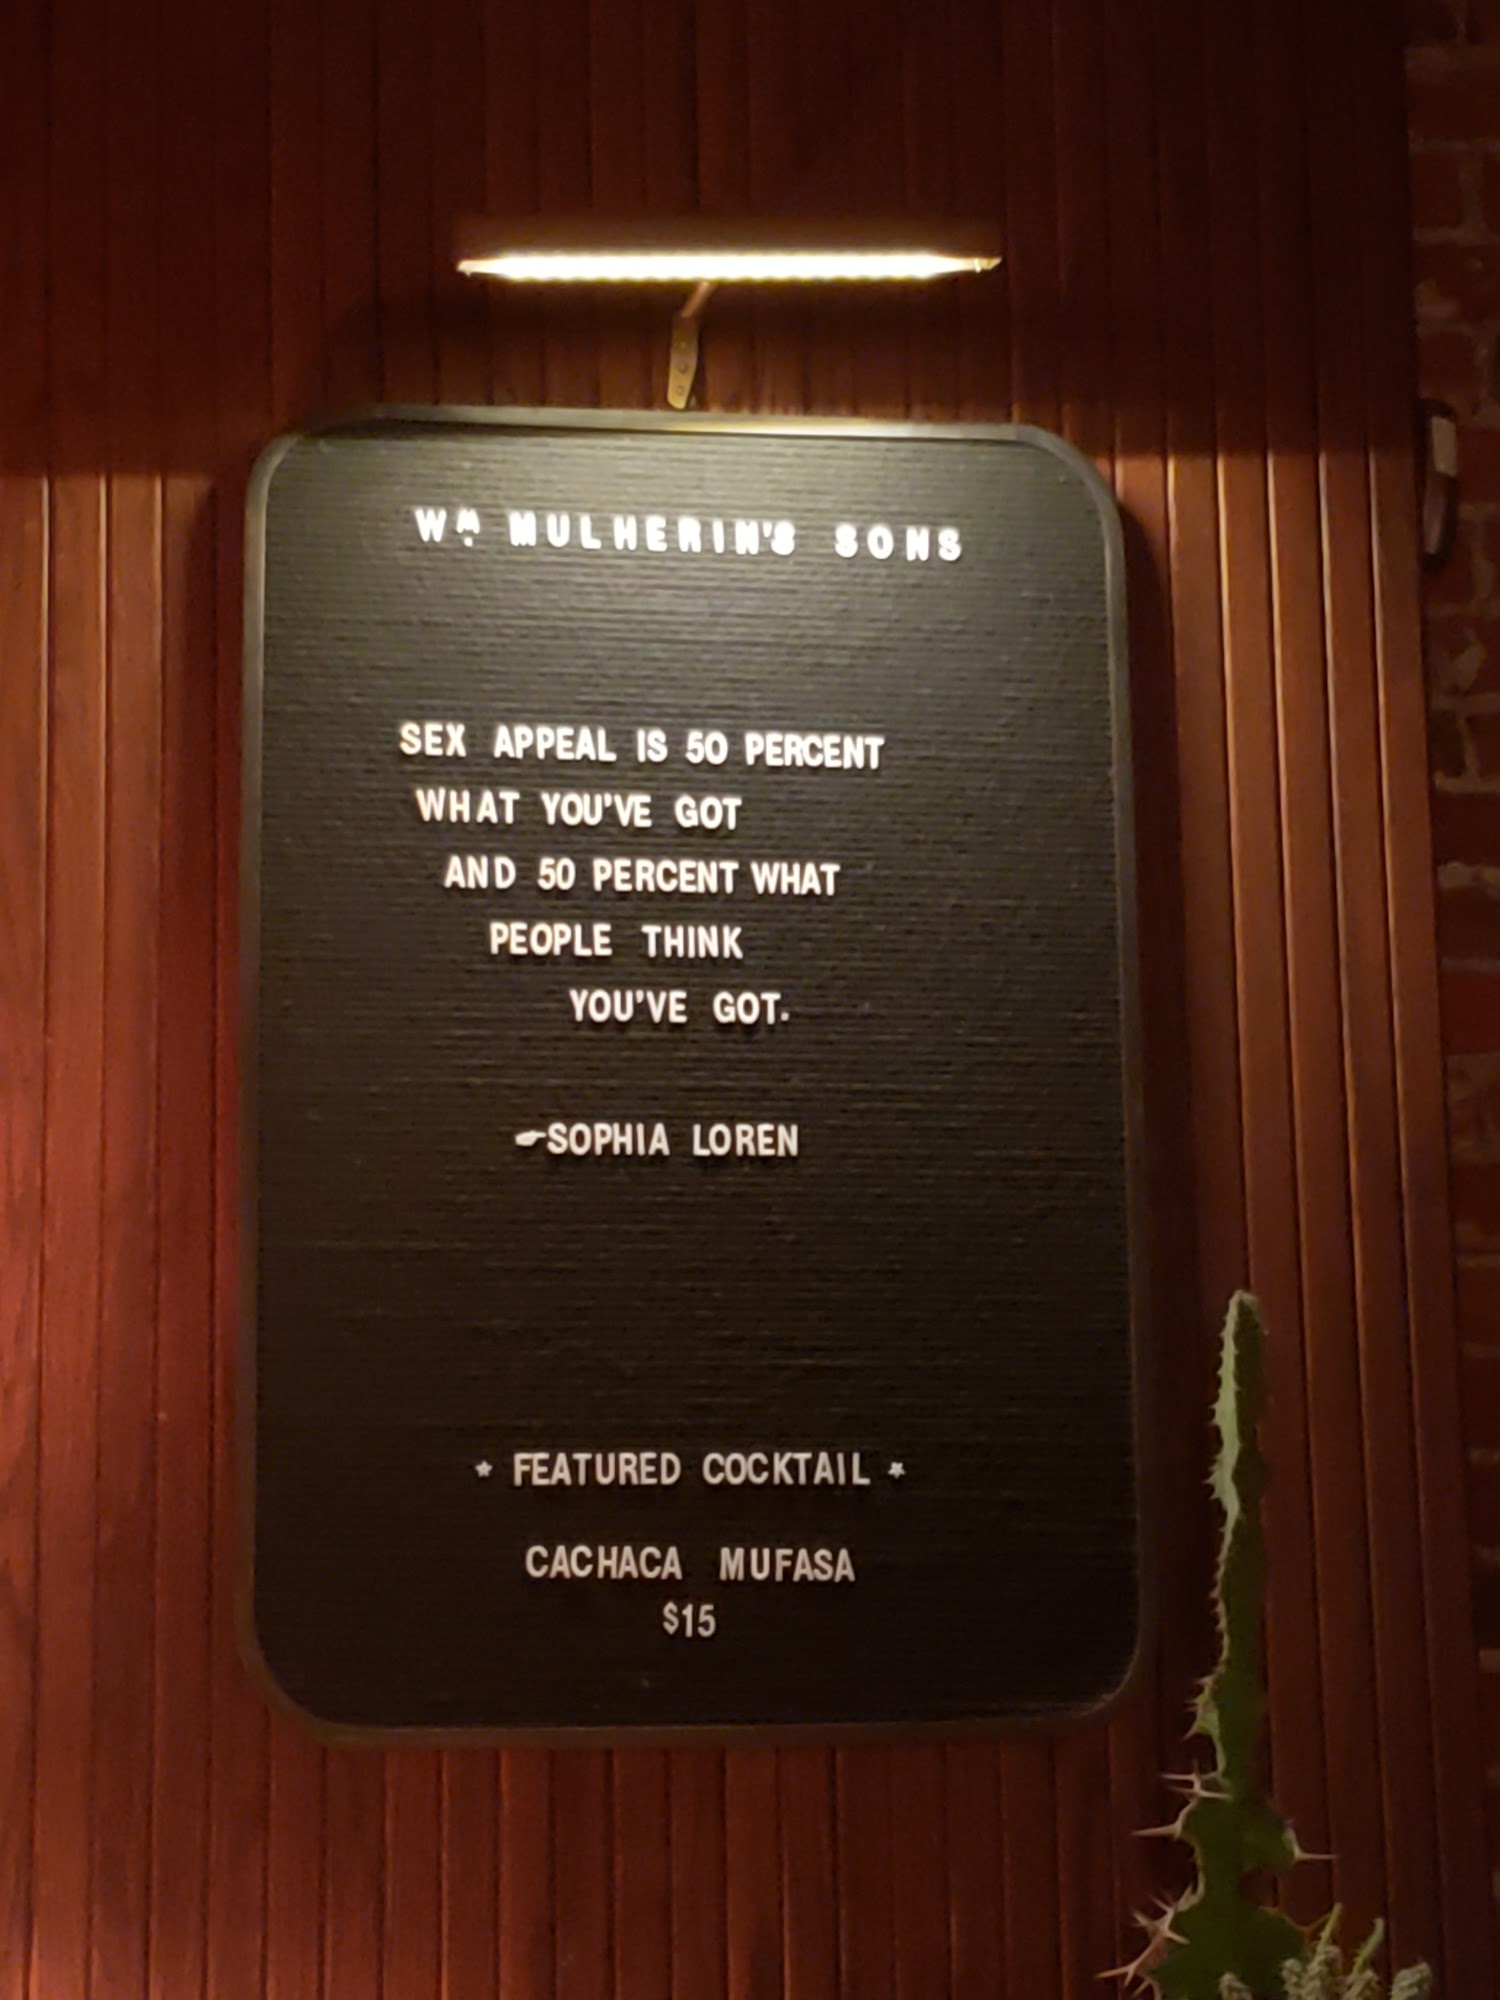 WM. MULHERIN'S SONS
SEX APPEAL IS 50 PERCENT
WHAT YOU'VE GOT
AND 50 PERCENT WHAT
PEOPLE THINK
YOU'VE GOT.
☛SOPHIA LOREN
★ FEATURED COCKTAIL ★
CACHACA MUFASA
$15